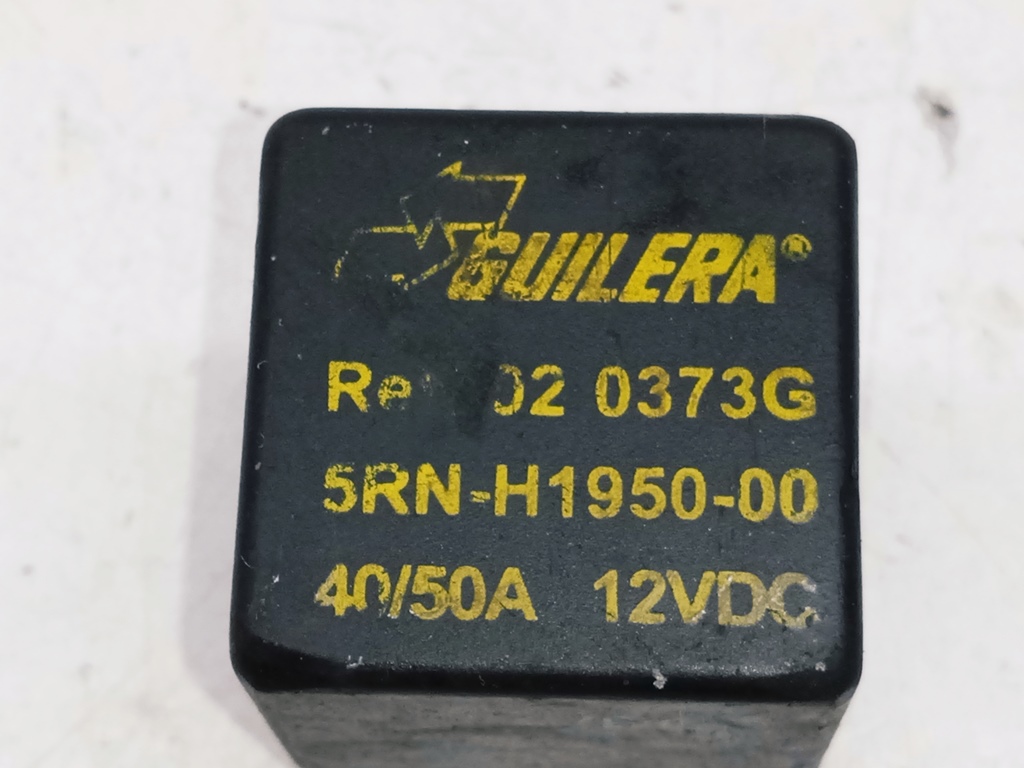 GUILERA®
02 0373G
5RN-H1950-00
40/50A 12VDC